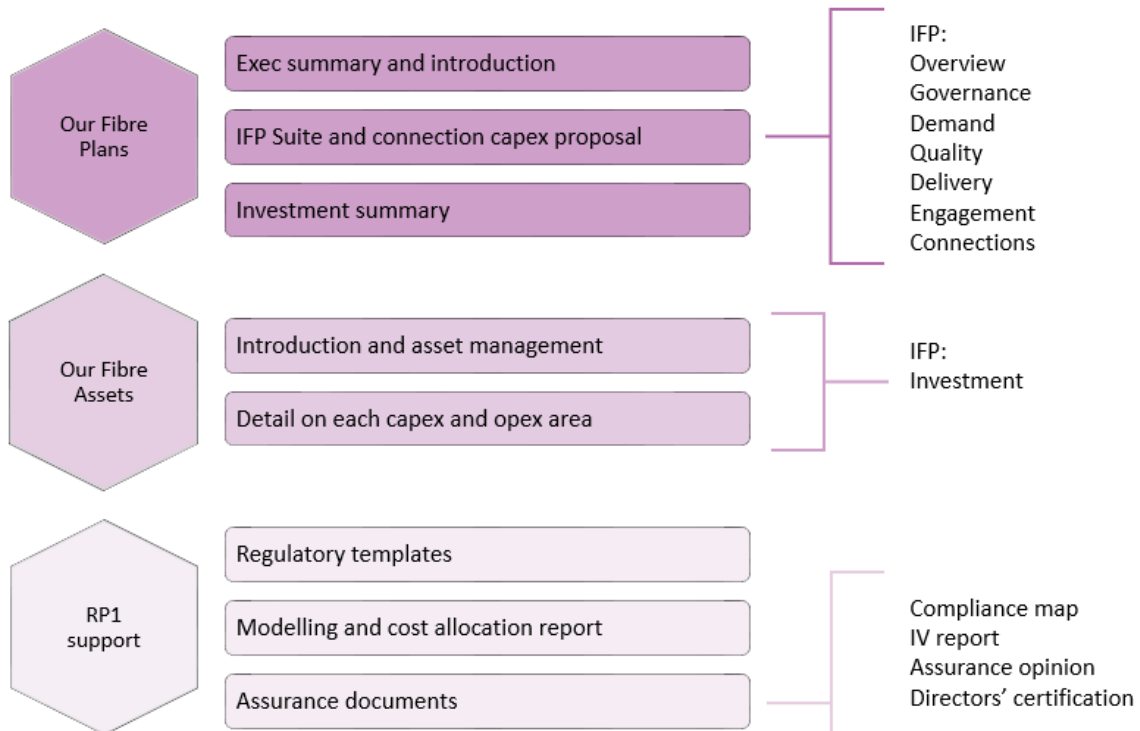 Our Fibre
Plans
Exec summary and introduction
IFP Suite and connection capex proposal
Investment summary
IFP:
Overview
Governance
Demand
Quality
Delivery
Engagement
Connections
Our Fibre
Assets
Introduction and asset management
Detail on each capex and opex area
IFP:
Investment
RP1
support
Regulatory templates
Modelling and cost allocation report
Assurance documents
Compliance map
IV report
Assurance opinion
Directors’ certification